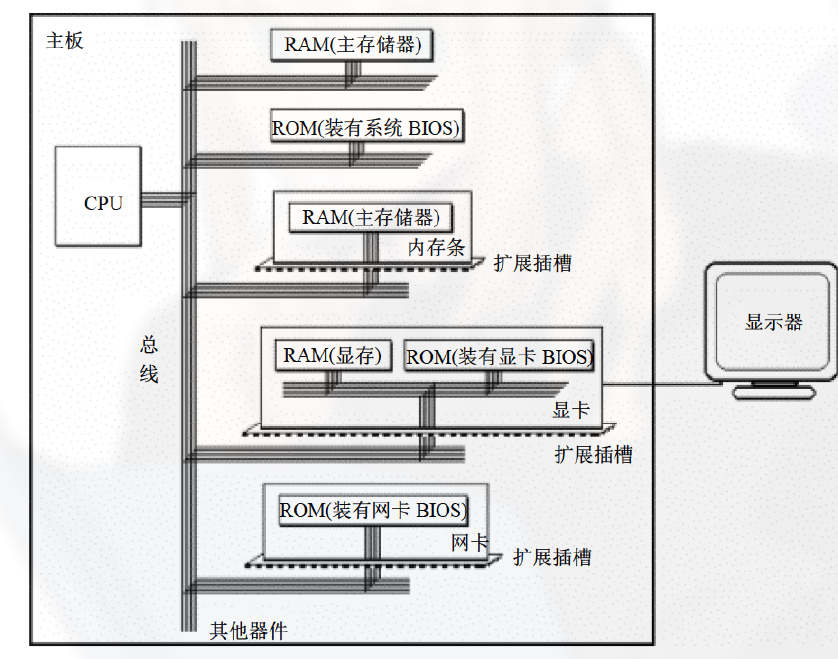 主板
RAM(主存储器)
ROM(装有系统 BIOS)
CPU
RAM(主存储器)
内存条
扩展插槽
总
线
显示器
RAM(显存)
ROM(装有显卡 BIOS)
显卡
扩展插槽
ROM(装有网卡 BIOS)
网卡
扩展插槽
其他器件